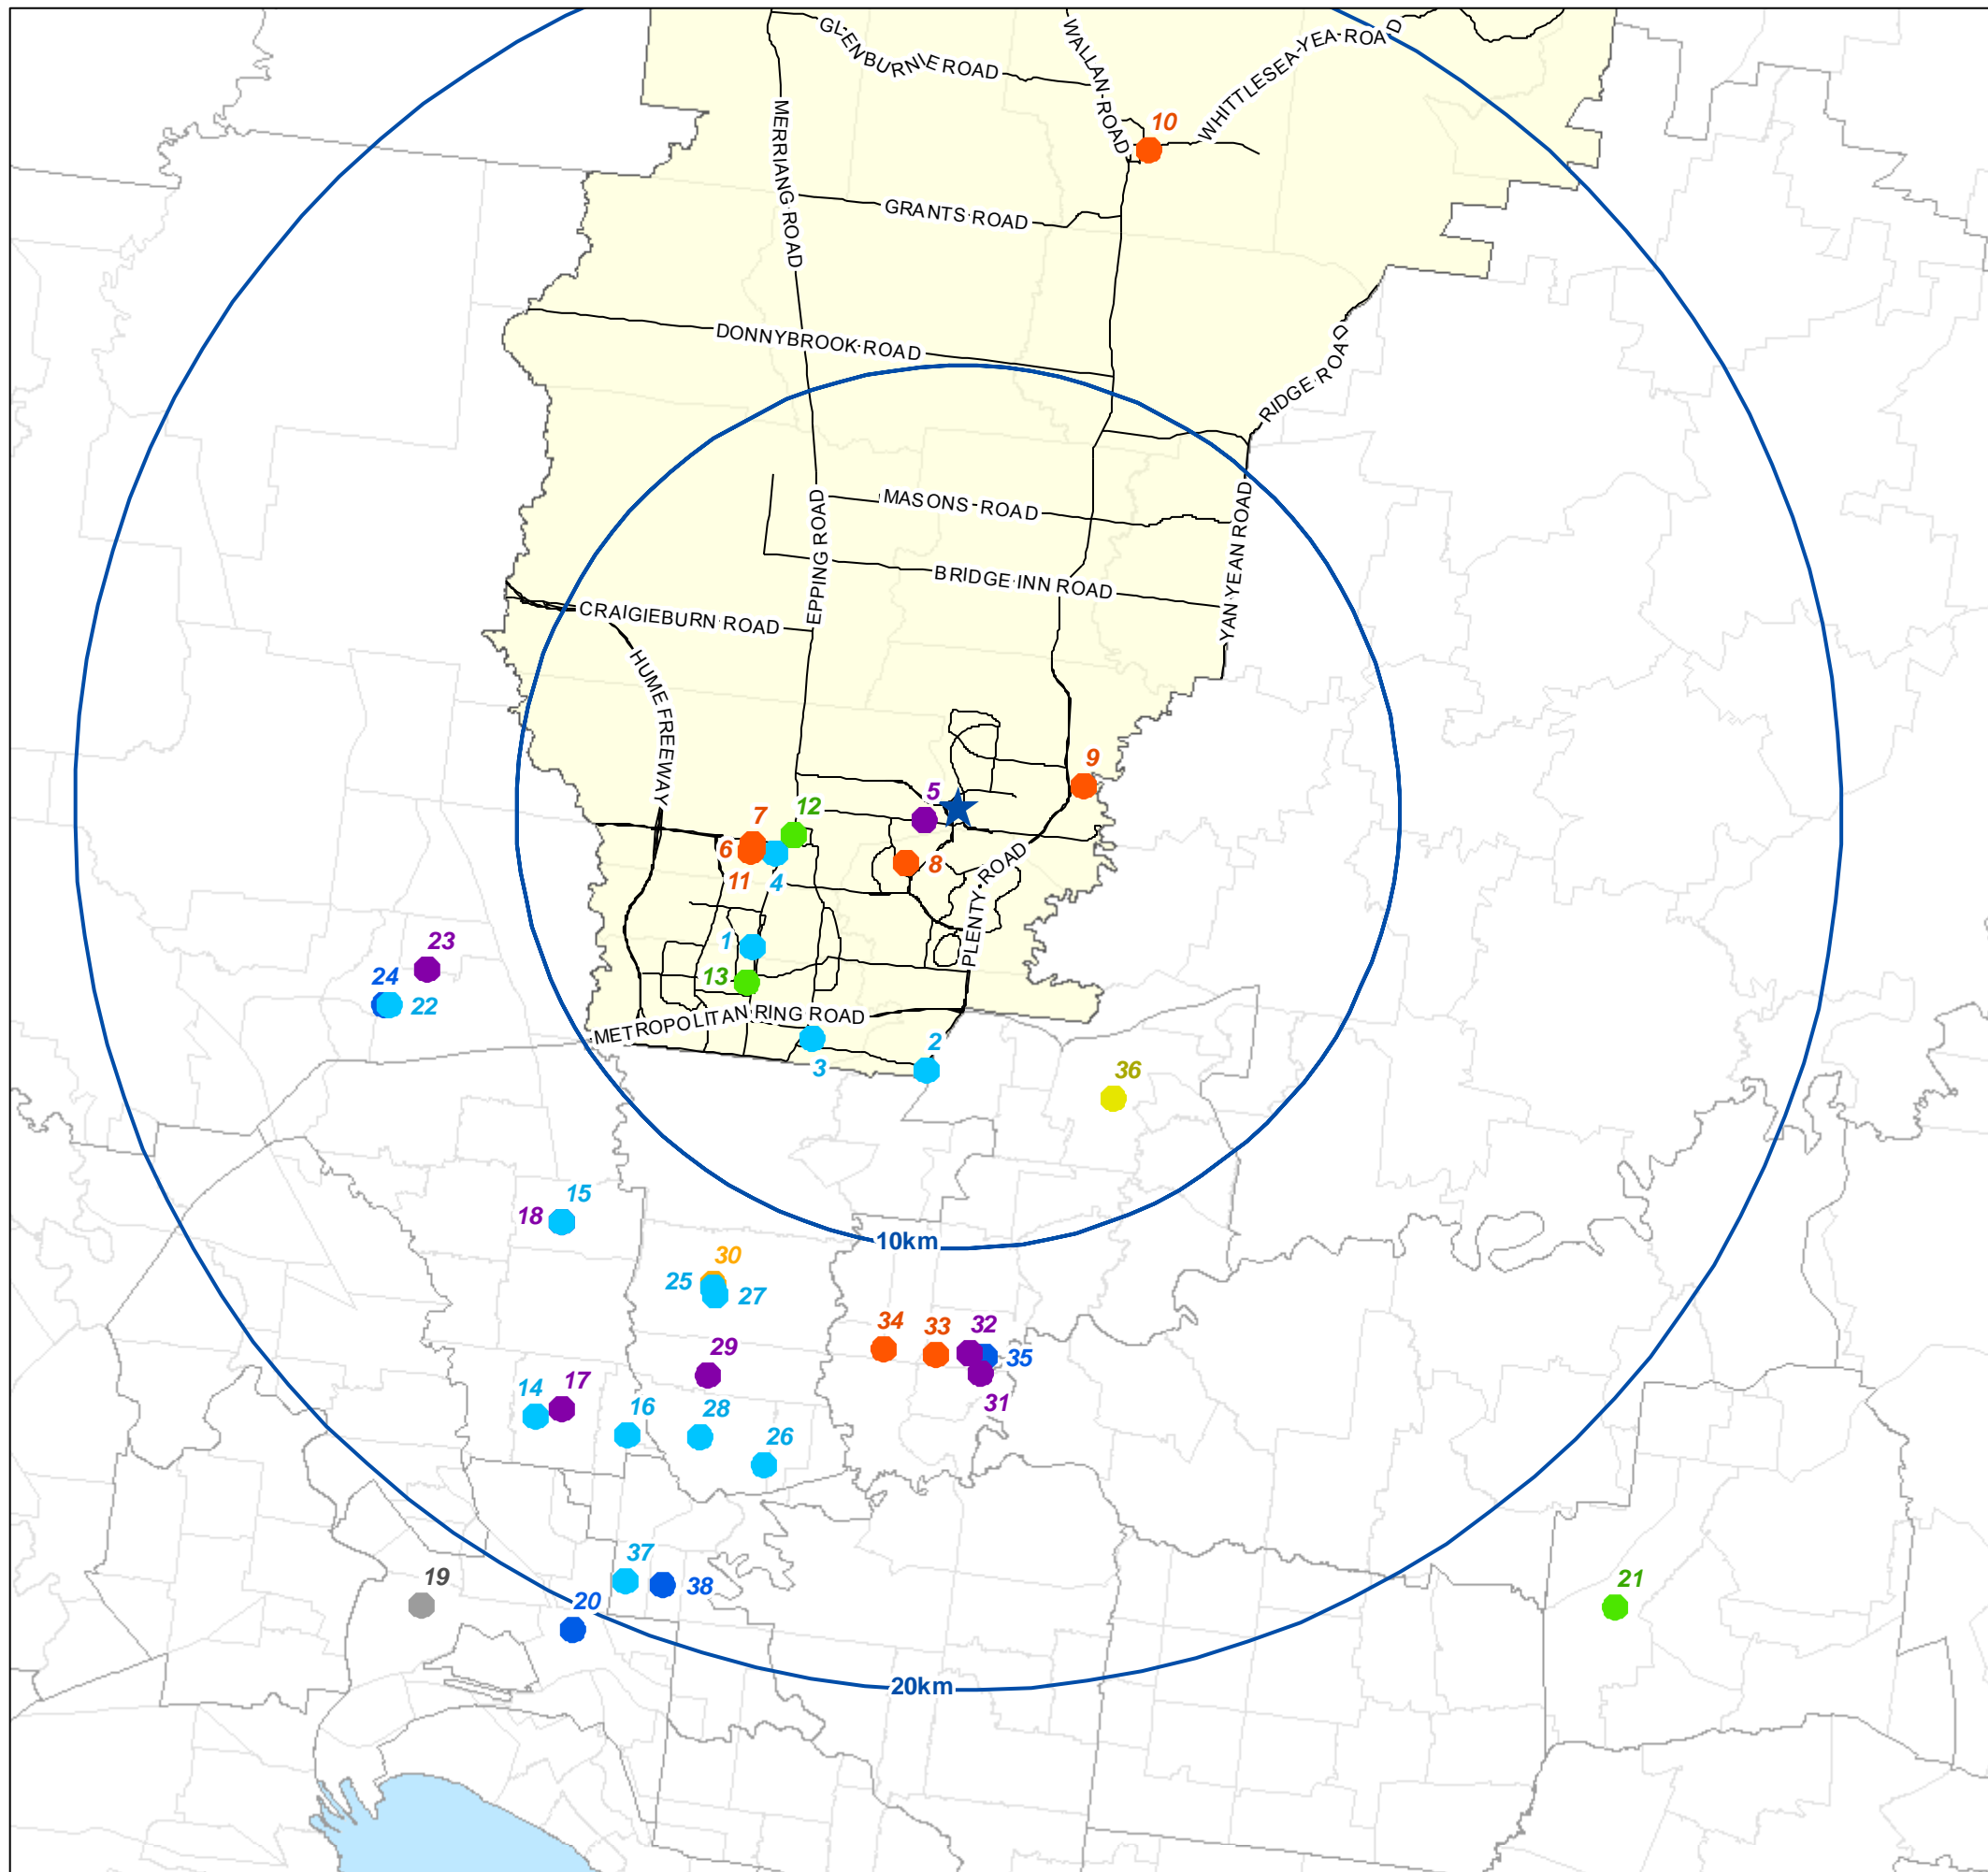 GLENBURNIE ROAD
WALLAN ROAD
WHITTLESEA-YEA ROAD
10
MERRIANG ROAD
GRANTS ROAD
DONNYBROOK ROAD
RIDGE ROAD
EPPING ROAD
MASONS ROAD
YAN YEAN ROAD
BRIDGE INN ROAD
CRAIGIEBURN ROAD
HUME FREEWAY
9
5
12
7
6
8
11
4
PLENTY ROAD
1
23
13
24
22
METROPOLITAN RING ROAD
2
3
36
15
18
10km
30
25
27
34
33
32
29
35
17
14
31
16
28
26
37
19
38
21
20
20km